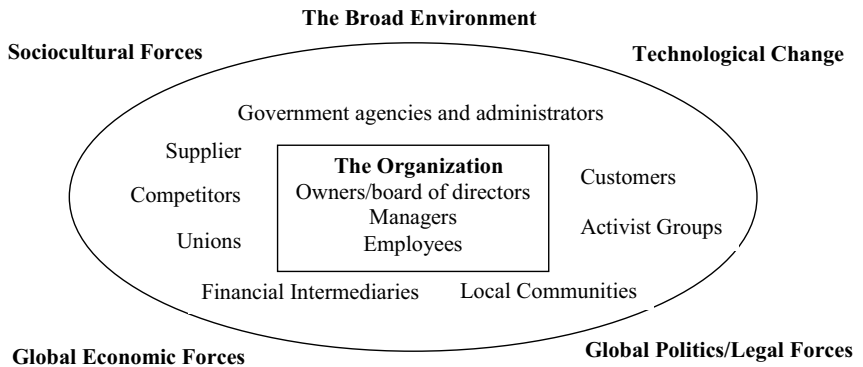 The Broad Environment
Sociocultural Forces
Technological Change
Government agencies and administrators
Supplier
Competitors
Unions
The Organization
Owners/board of directors
Managers
Employees
Customers
Activist Groups
Financial Intermediaries
Local Communities
Global Economic Forces
Global Politics/Legal Forces